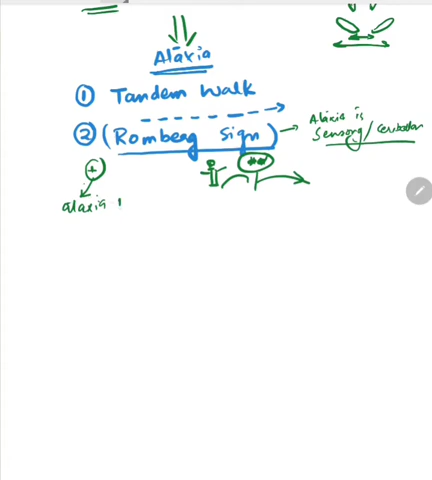 Ataxia
① Tandem Walk
② (Romberg Sign) → Ataxia is
Sensory/Cerebellar
+
ataxia